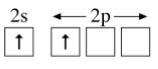 2s ← 2p →
↑ ↑